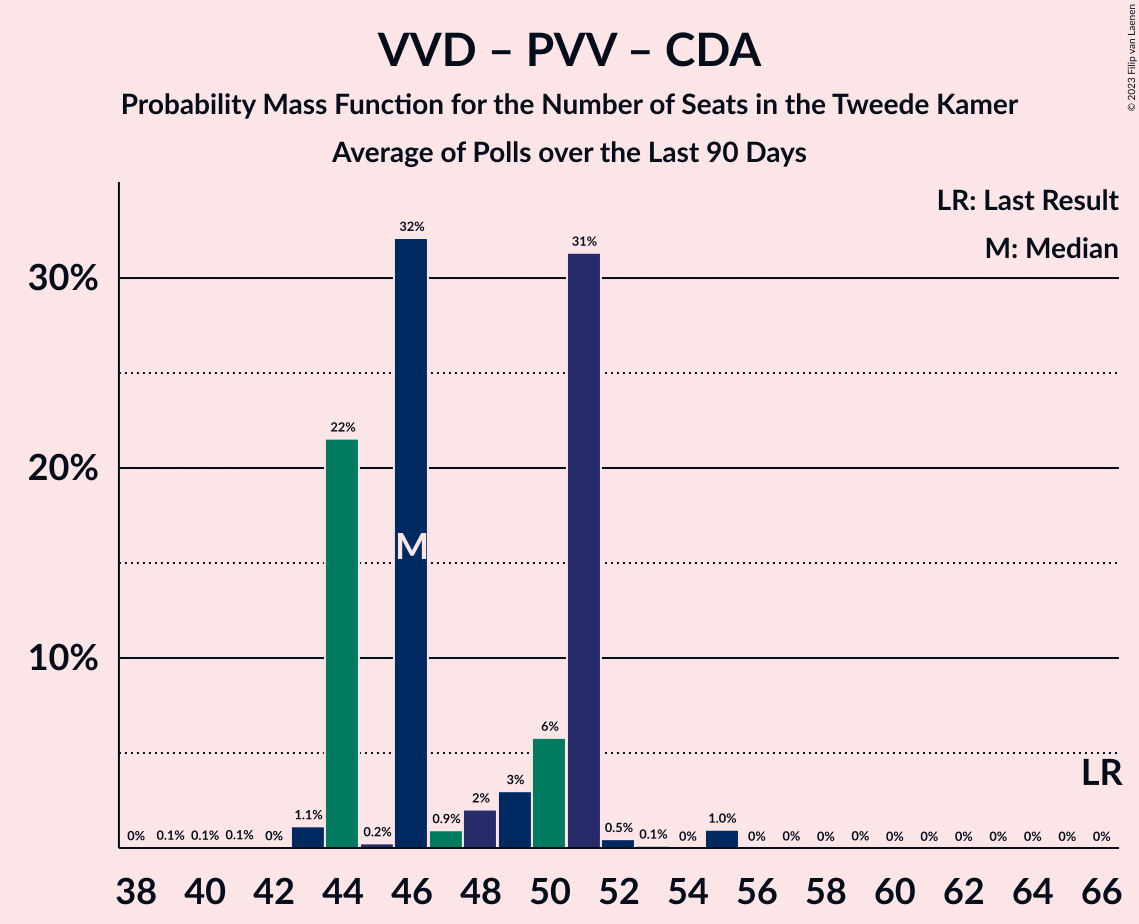 VVD – PVV – CDA
Probability Mass Function for the Number of Seats in the Tweede Kamer
Average of Polls over the Last 90 Days
© 2023 Filip van Laenen
LR: Last Result
M: Median
30%
20%
10%
0% 0.1% 0.1% 0.1% 0% 1.1% 22% 0.2% 32% 0.9% 2% 3% 6% 31% 0.5% 0.1% 0% 1.0% 0% 0% 0% 0% 0% 0% 0% 0% 0% 0% 0%
M
LR
38 40 42 44 46 48 50 52 54 56 58 60 62 64 66